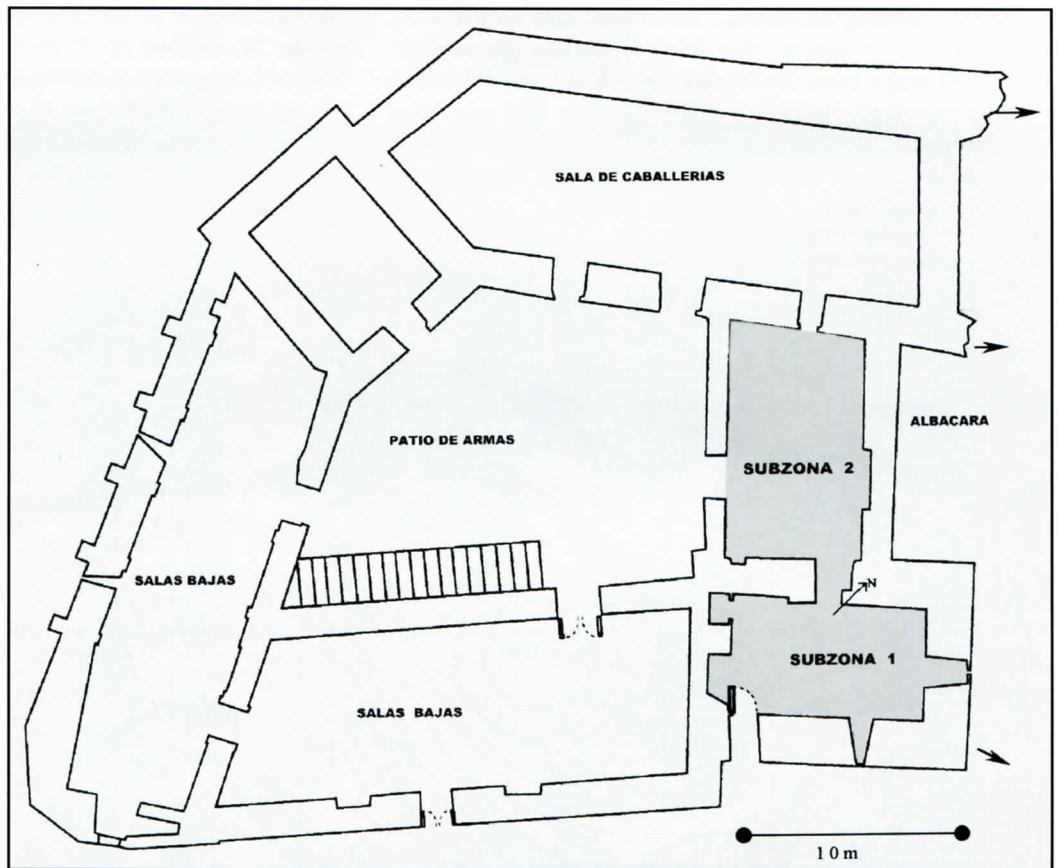 SALA DE CABALLERIAS
PATIO DE ARMAS
ALBACARA
SUBZONA 2
SALAS BAJAS
N
SUBZONA 1
SALAS BAJAS
10 m